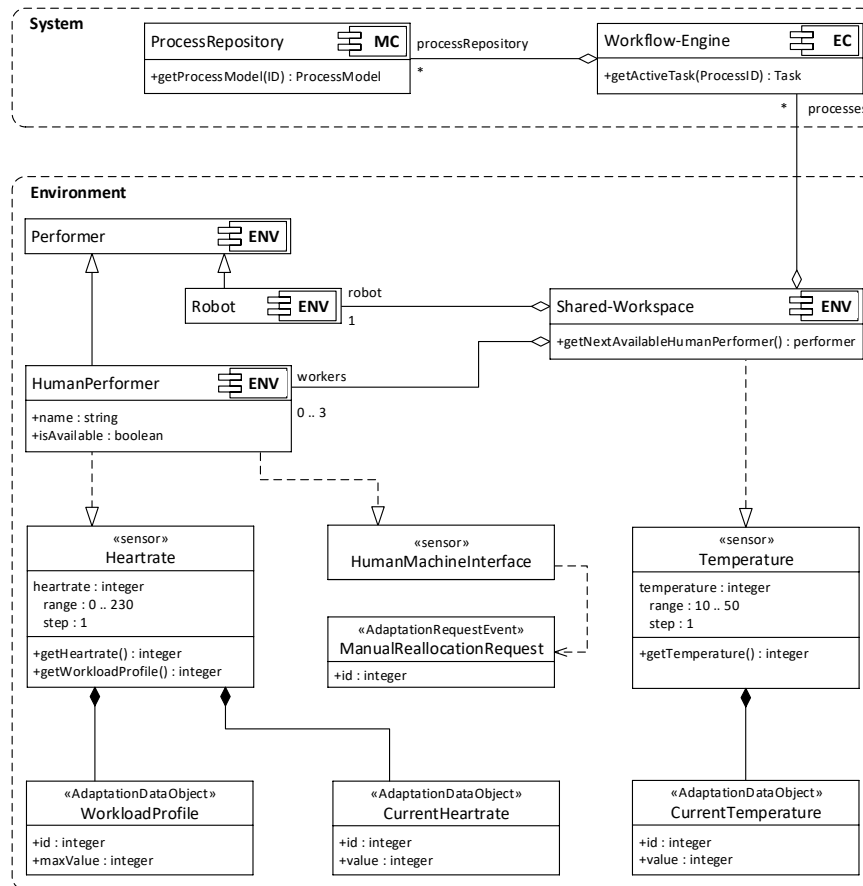 System
ProcessRepository
MC
+getProcessModel(ID) : ProcessModel
processRepository
*
Workflow-Engine
EC
+getActiveTask(ProcessID) : Task
* processes
Environment
Performer
ENV
Robot
ENV
robot
1
Shared-Workspace
ENV
+getNextAvailableHumanPerformer() : performer
HumanPerformer
ENV
+name : string
+isAvailable : boolean
workers
0 .. 3
«sensor»
Heartrate
heartrate : integer
range : 0 .. 230
step : 1
+getHeartrate() : integer
+getWorkloadProfile() : integer
«sensor»
HumanMachineInterface
«AdaptationRequestEvent»
ManualReallocationRequest
+id : integer
«sensor»
Temperature
temperature : integer
range : 10 .. 50
step : 1
+getTemperature() : integer
«AdaptationDataObject»
WorkloadProfile
+id : integer
+maxValue : integer
«AdaptationDataObject»
CurrentHeartrate
+id : integer
+value : integer
«AdaptationDataObject»
CurrentTemperature
+id : integer
+value : integer